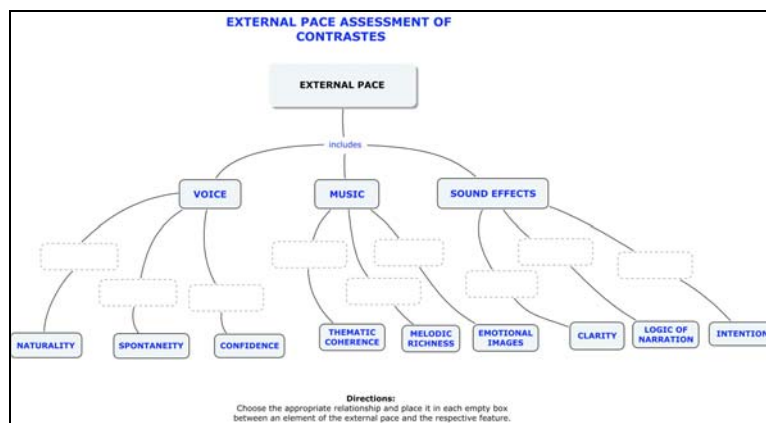 EXTERNAL PACE ASSESSMENT OF
CONTRASTES
EXTERNAL PACE
includes
VOICE
MUSIC
SOUND EFFECTS
NATURALITY
SPONTANEITY
CONFIDENCE
THEMATIC
COHERENCE
MELODIC
RICHNESS
EMOTIONAL
IMAGES
CLARITY
LOGIC OF
NARRATION
INTENTION
Directions:
Choose the appropriate relationship and place it in each empty box
between an element of the external pace and the respective feature.